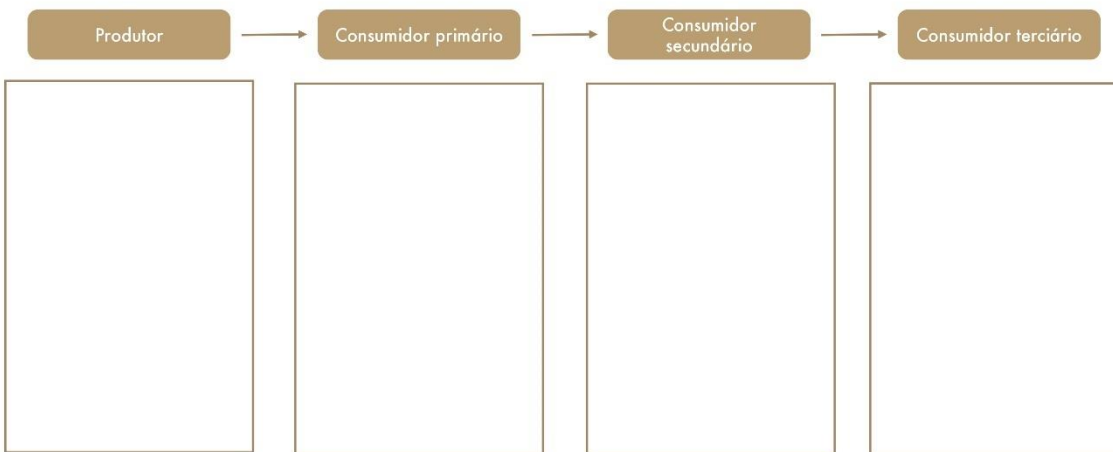 Produtor
Consumidor primário
Consumidor
secundário
Consumidor terciário